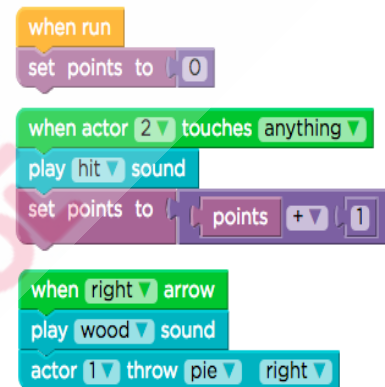 when run
set points to 0
when actor 2 touches anything
play hit sound
set points to points + 1
when right arrow
play wood sound
actor 1 throw pie right